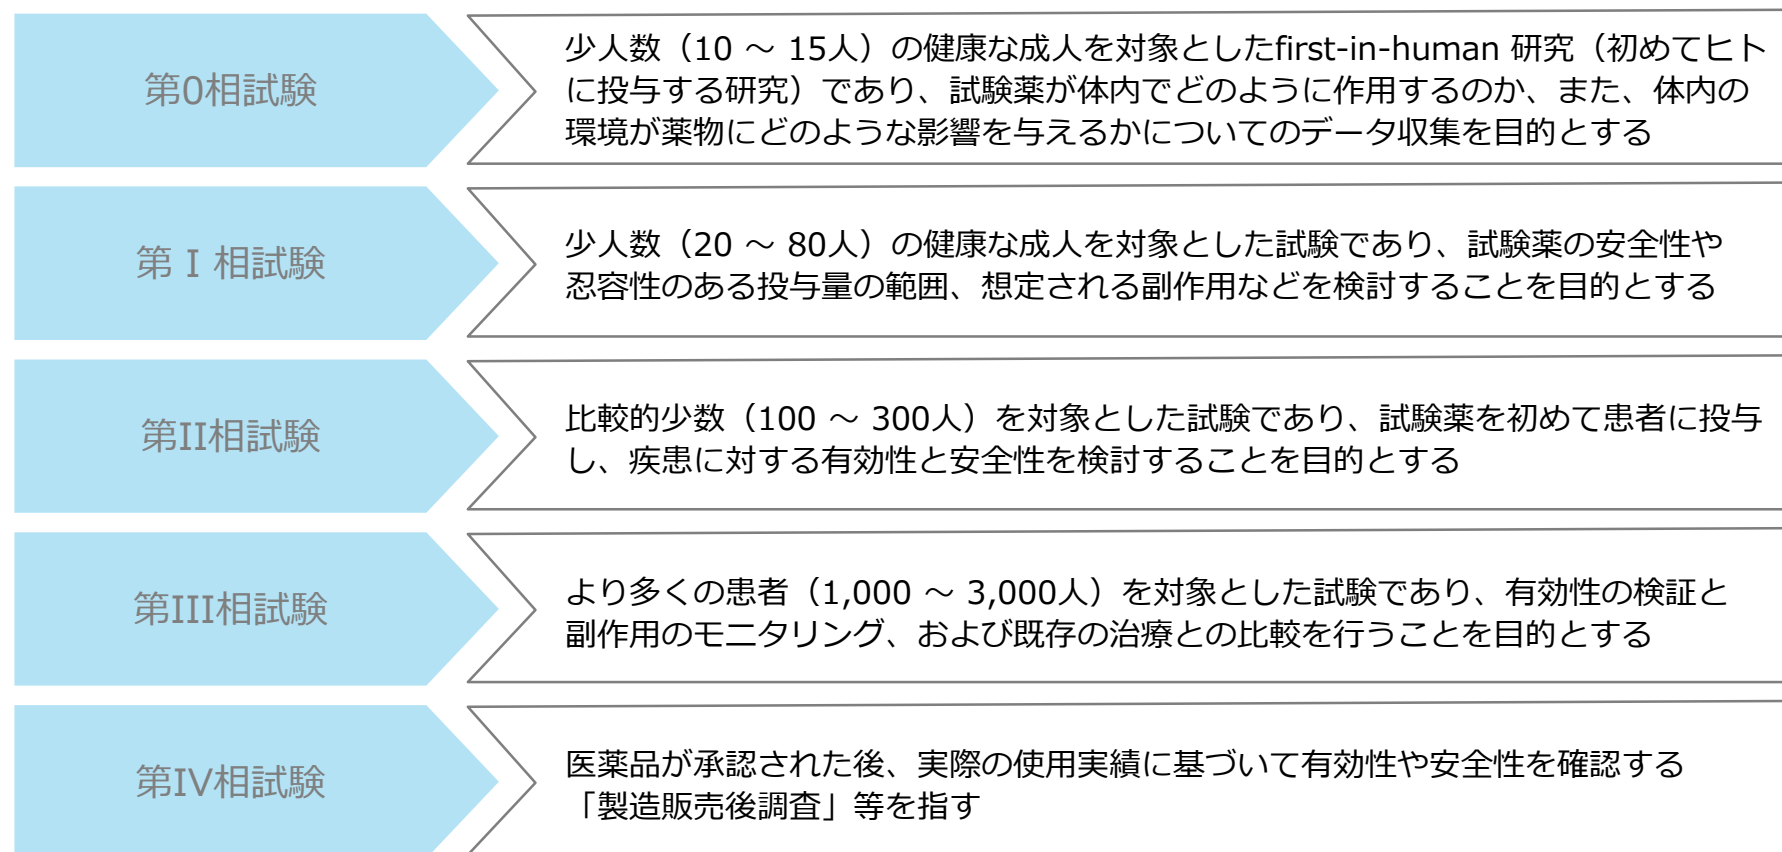 第0相試験
少人数（10 ～ 15人）の健康な成人を対象としたfirst-in-human 研究（初めてヒト
に投与する研究）であり、試験薬が体内でどのように作用するのか、また、体内の
環境が薬物にどのような影響を与えるかについてのデータ収集を目的とする
第 I 相試験
少人数（20 ～ 80人）の健康な成人を対象とした試験であり、試験薬の安全性や
忍容性のある投与量の範囲、想定される副作用などを検討することを目的とする
第II相試験
比較的少数（100 ～ 300人）を対象とした試験であり、試験薬を初めて患者に投与
し、疾患に対する有効性と安全性を検討することを目的とする
第III相試験
より多くの患者（1,000 ～ 3,000人）を対象とした試験であり、有効性の検証と
副作用のモニタリング、および既存の治療との比較を行うことを目的とする
第IV相試験
医薬品が承認された後、実際の使用実績に基づいて有効性や安全性を確認する
「製造販売後調査」等を指す